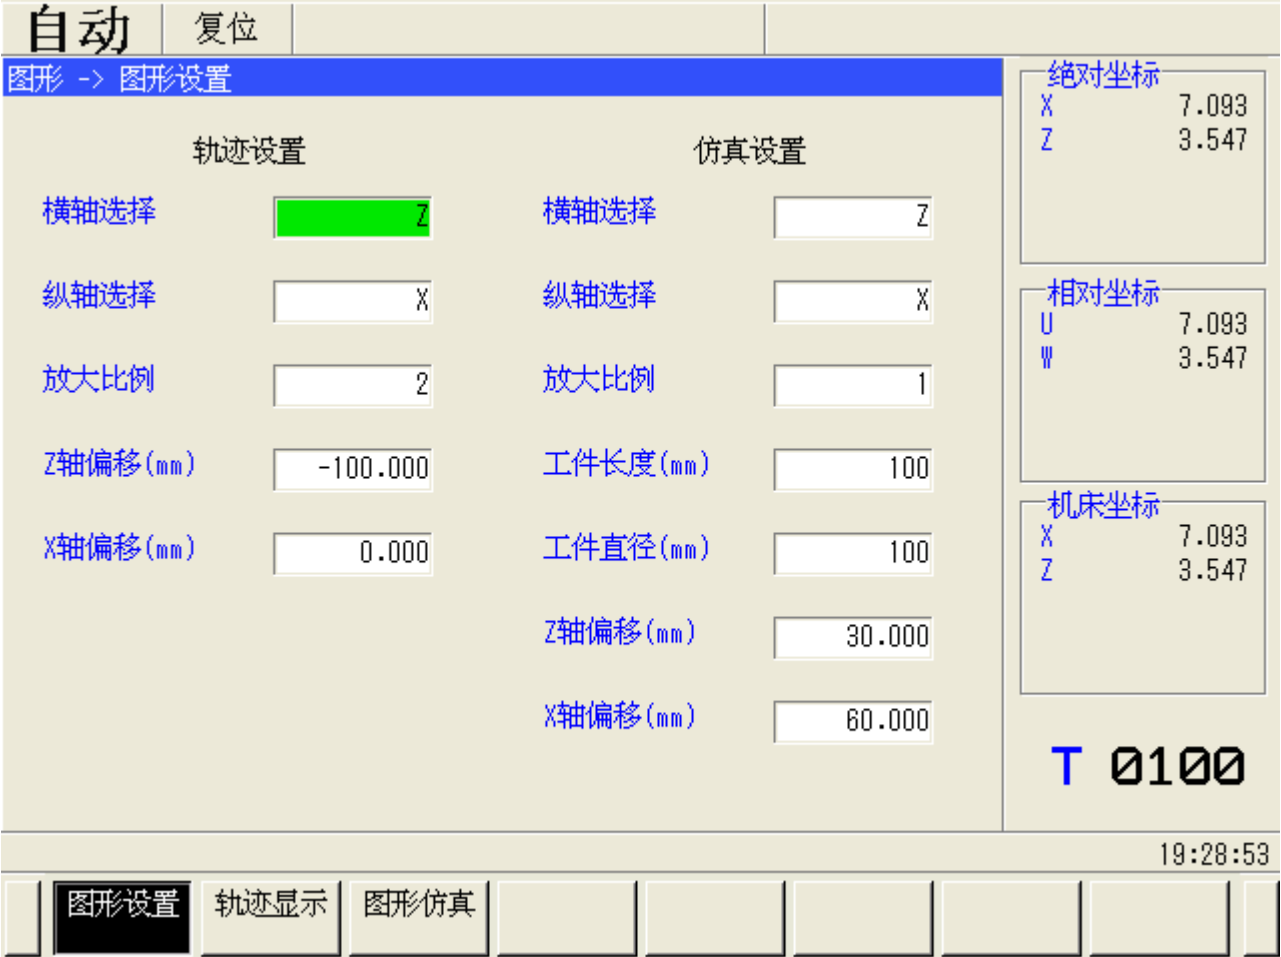 自动 复位
图形 -> 图形设置
轨迹设置
横轴选择 Z
纵轴选择 X
放大比例 2
Z轴偏移(mm) -100.000
X轴偏移(mm) 0.000
仿真设置
横轴选择 Z
纵轴选择 X
放大比例 1
工件长度(mm) 100
工件直径(mm) 100
Z轴偏移(mm) 30.000
X轴偏移(mm) 60.000
绝对坐标
X 7.093
Z 3.547
相对坐标
U 7.093
W 3.547
机床坐标
X 7.093
Z 3.547
T 0100
19:28:53
图形设置 轨迹显示 图形仿真